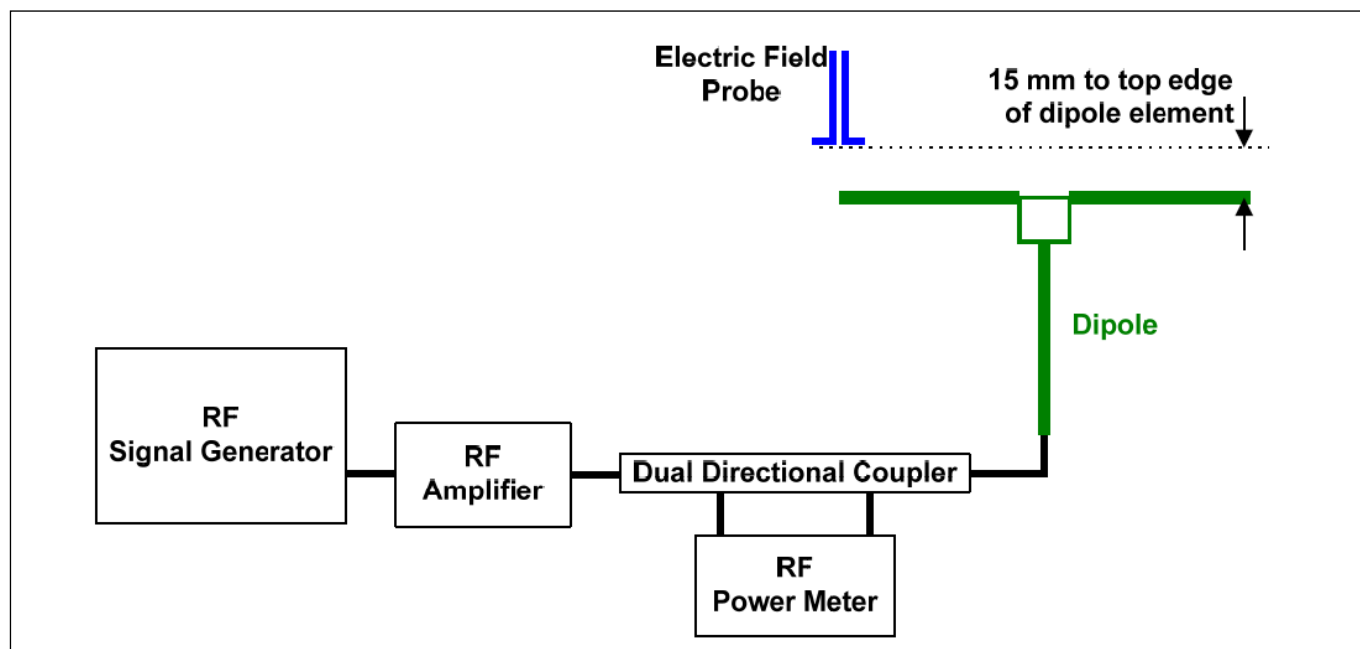 Electric Field
Probe
15 mm to top edge
of dipole element
Dipole
RF
Signal Generator
RF
Amplifier
Dual Directional Coupler
RF
Power Meter